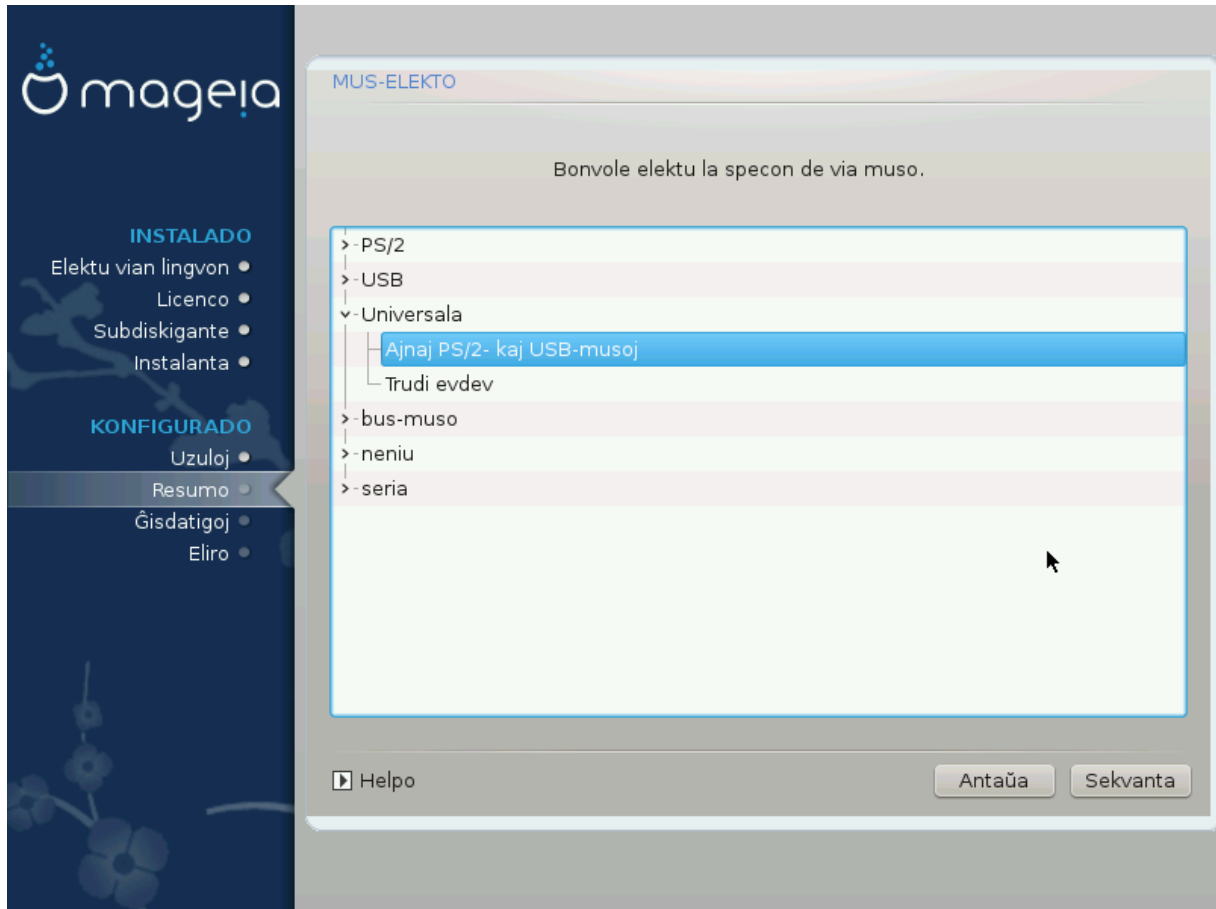 mageia
INSTALADO
Elektu vian lingvon
Licenco
Subdiskigante
Instalanta
KONFIGURADO
Uzuloj
Resumo
Ĝisdatigoj
Eliro
MUS-ELEKTO
Bonvole elektu la specon de via muso.
PS/2
USB
Universala
Ajnaj PS/2- kaj USB-musoj
Trudi evdev
bus-muso
neniu
seria
Helpo
Antaŭa
Sekvanta